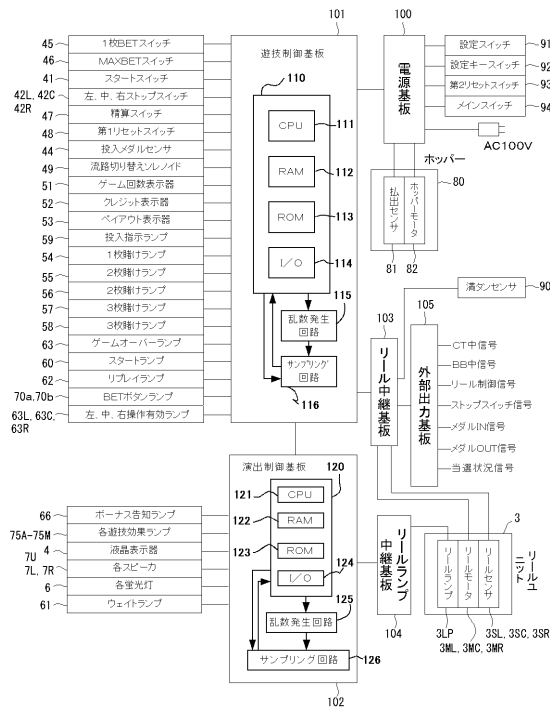 101
100
45 1枚BETスイッチ
46 MAXBETスイッチ
41 スタートスイッチ
42L, 42C 左、中、右ストップスイッチ
42R
47 精算スイッチ
48 第1リセットスイッチ
44 投入メダルセンサ
49 流路切り替えソレノイド
51 ゲーム回数表示器
52 クレジット表示器
53 ペイアウト表示器
59 投入指示ランプ
54 1枚賭けランプ
55 2枚賭けランプ
56 2枚賭けランプ
57 3枚賭けランプ
58 3枚賭けランプ
63 ゲームオーバーランプ
60 スタートランプ
62 リプレイランプ
70a, 70b BETボタンランプ
63L, 63C, 左、中、右操作有効ランプ
63R
遊技制御基板
110
CPU 111
RAM 112
ROM 113
I/O 114
115
乱数発生
回路
サンプリング
回路
116
電源基板
設定スイッチ 91
設定キースイッチ 92
第2リセットスイッチ 93
メインスイッチ 94
AC100V
ホッパー
80
払出センサ
ホッパーモータ
81 82
満タンセンサ 90
103
リール中継基板
105
外部出力基板
CT中信号
BB中信号
リール制御信号
ストップスイッチ信号
メダルIN信号
メダルOUT信号
当選状況信号
演出制御基板
120
121 CPU
122 RAM
123 ROM
I/O 124
125
乱数発生回路
サンプリング回路 126
102
66 ボーナス告知ランプ
75A-75M 各遊技効果ランプ
4 液晶表示器
7U
7L, 7R 各スピーカ
6 各蛍光灯
61 ウェイトランプ
リールランプ
中継基板
104
3
リールランプ
リールモータ
リールセンサ
リールユ
ニット
3LP 3SL, 3SC, 3SR
3ML, 3MC, 3MR